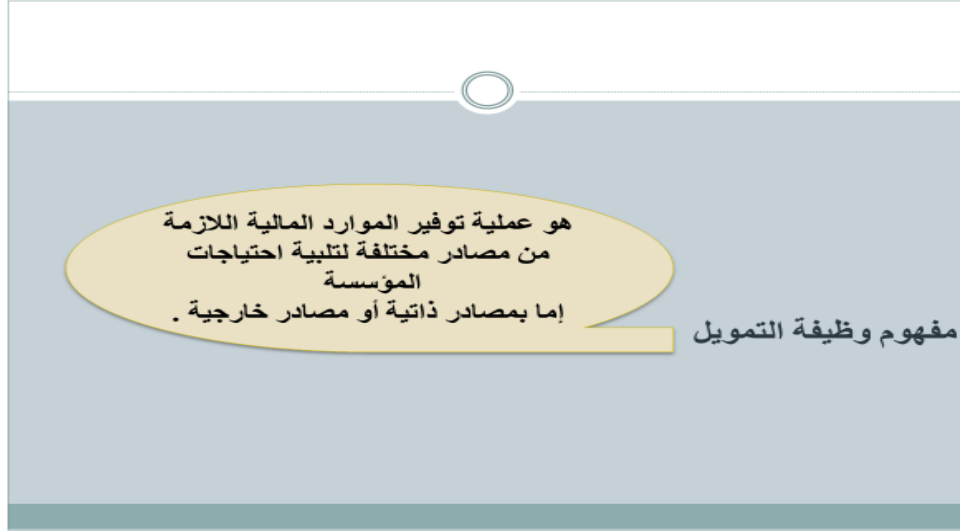 مفهوم وظيفة التمويل
هو عملية توفير الموارد المالية اللازمة
من مصادر مختلفة لتلبية احتياجات
المؤسسة
إما بمصادر ذاتية أو مصادر خارجية .